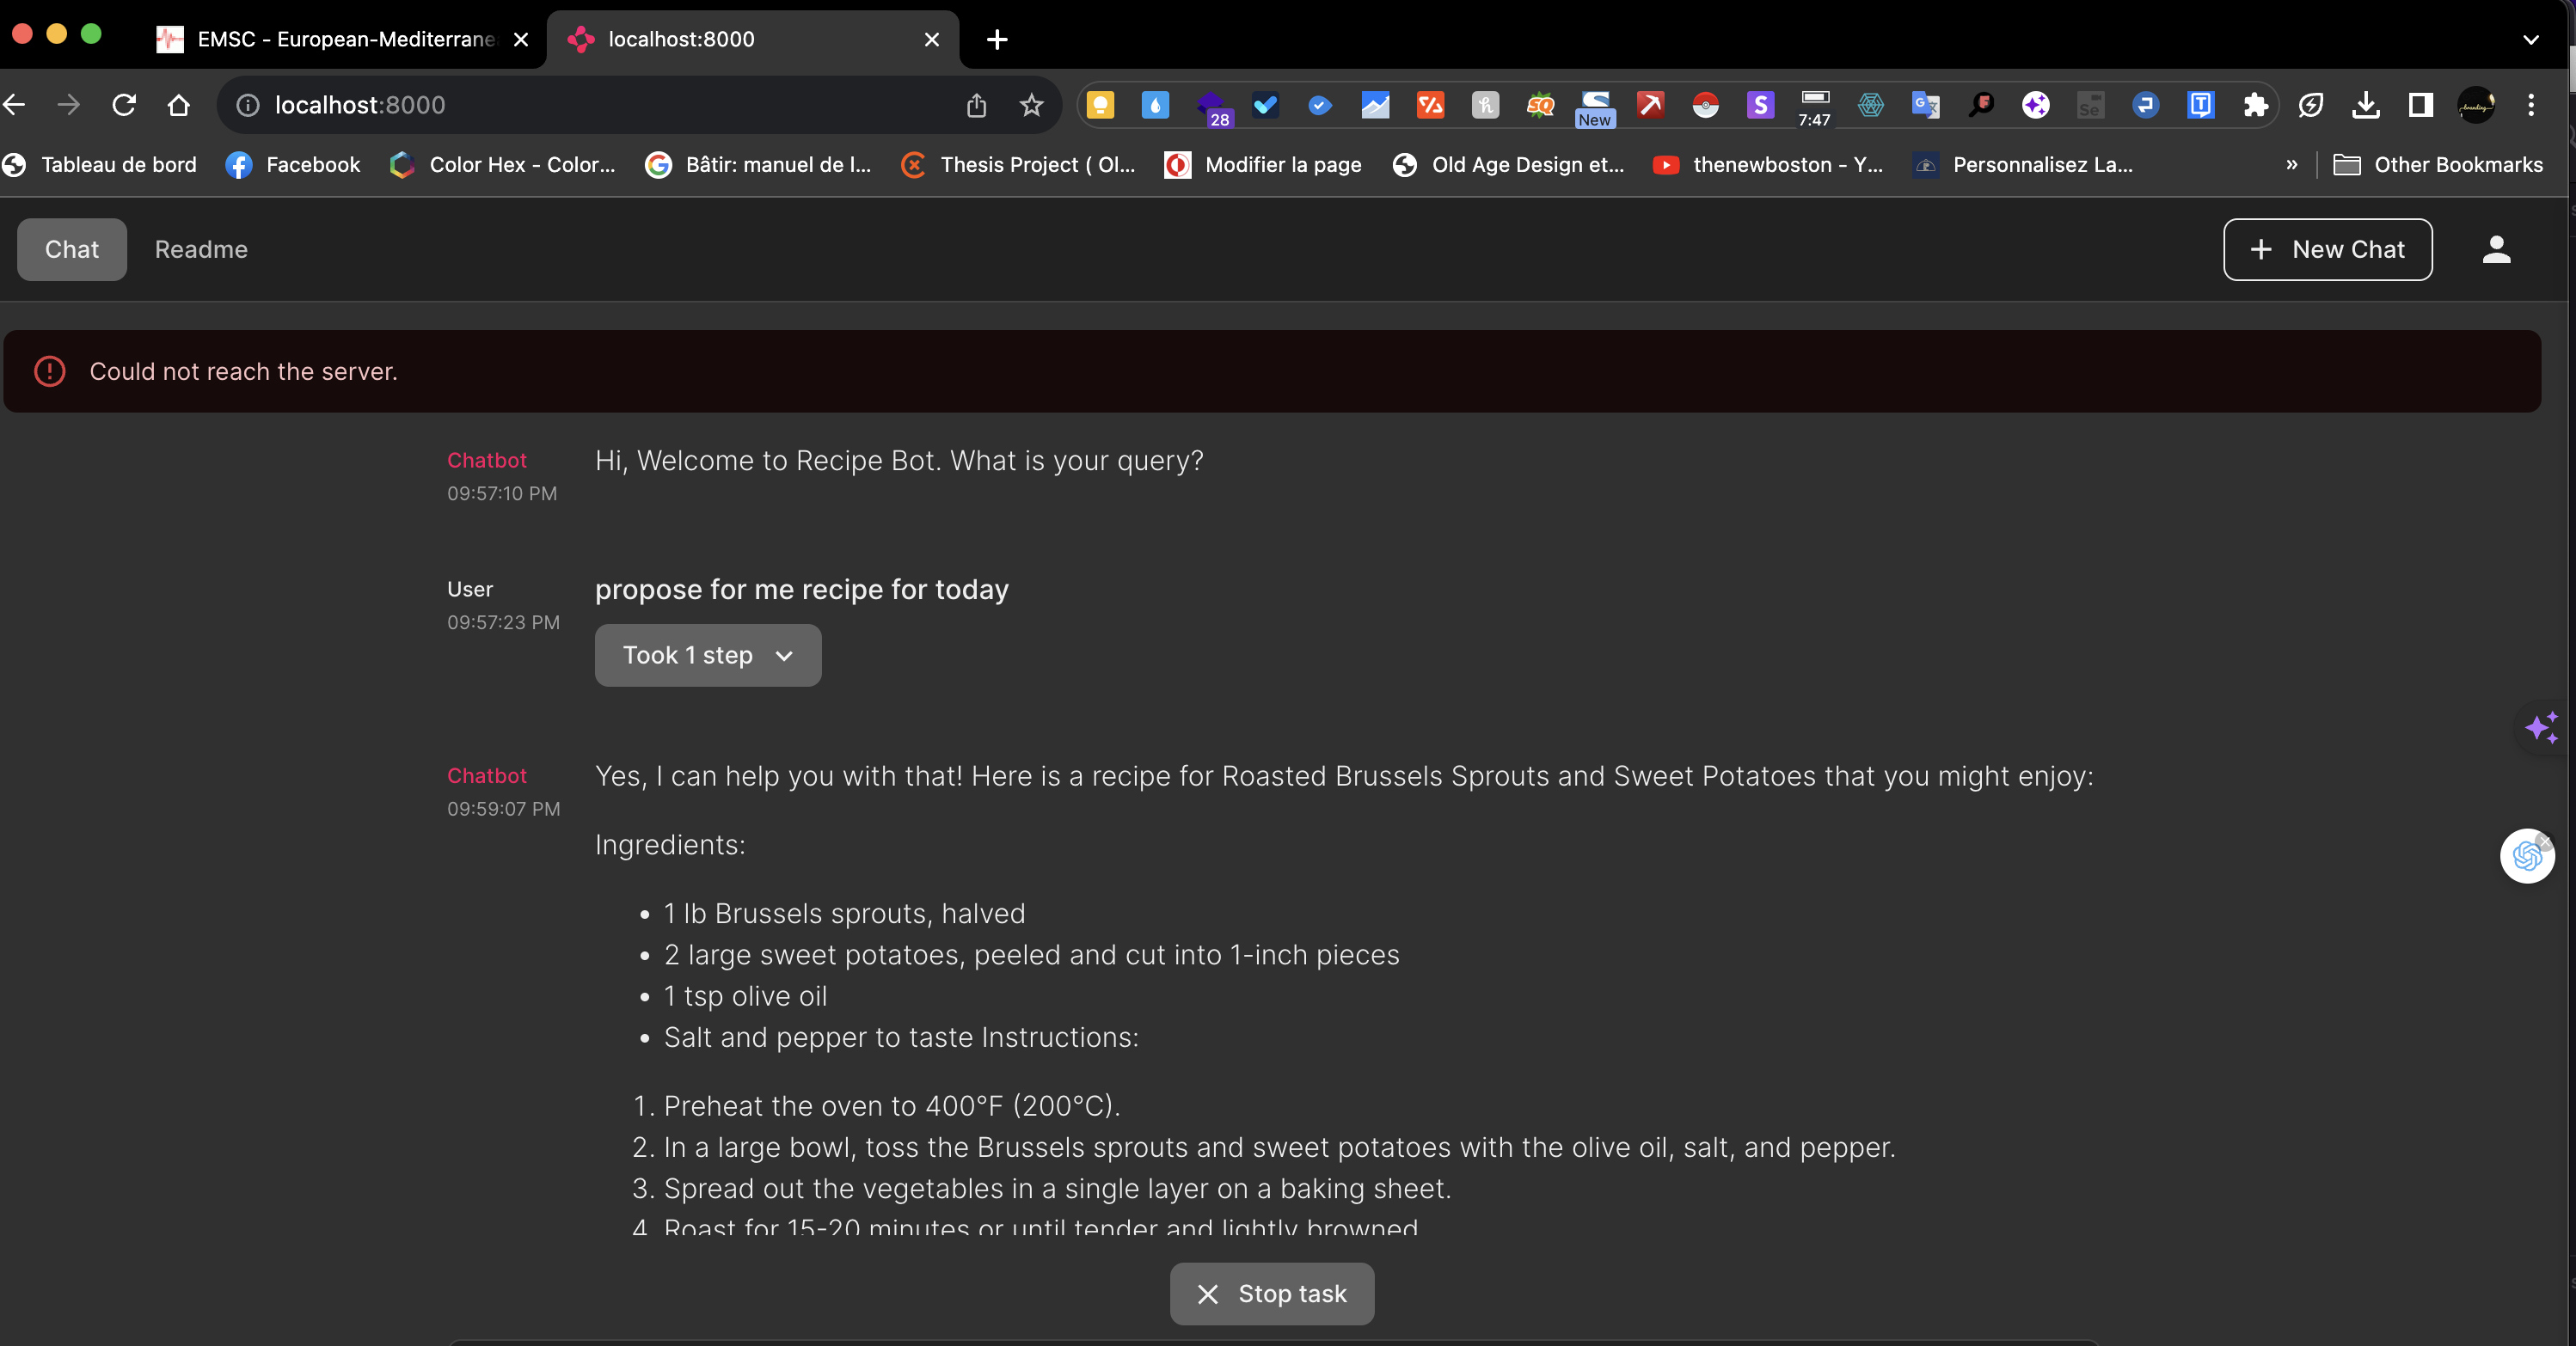 EMSC - European-Mediterrane
localhost:8000
localhost:8000
28
New
7:47
Tableau de bord
Facebook
Color Hex - Color...
Bâtir: manuel de l...
Thesis Project ( Ol...
Modifier la page
Old Age Design et...
thenewboston - Y...
Personnalisez La...
»
Other Bookmarks
Chat
Readme
+ New Chat
Could not reach the server.
Chatbot
09:57:10 PM
Hi, Welcome to Recipe Bot. What is your query?
User
09:57:23 PM
propose for me recipe for today
Took 1 step
Chatbot
09:59:07 PM
Yes, I can help you with that! Here is a recipe for Roasted Brussels Sprouts and Sweet Potatoes that you might enjoy:
Ingredients:
• 1 lb Brussels sprouts, halved
• 2 large sweet potatoes, peeled and cut into 1-inch pieces
• 1 tsp olive oil
• Salt and pepper to taste Instructions:
1. Preheat the oven to 400°F (200°C).
2. In a large bowl, toss the Brussels sprouts and sweet potatoes with the olive oil, salt, and pepper.
3. Spread out the vegetables in a single layer on a baking sheet.
4. Roast for 15-20 minutes or until tender and lightly browned
Stop task